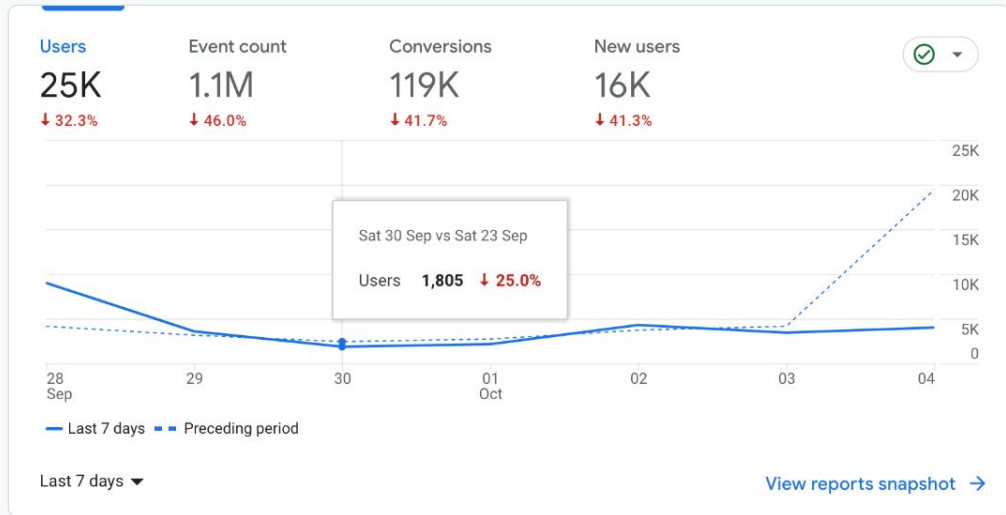 Users Event count Conversions New users
25K 1.1M 119K 16K
↓ 32.3% ↓ 46.0% ↓ 41.7% ↓ 41.3%
25K
20K
15K
10K
5K
0
Sat 30 Sep vs Sat 23 Sep
Users 1,805 ↓ 25.0%
28 29 30 01 02 03 04
Sep Oct
Last 7 days Preceding period
Last 7 days View reports snapshot →